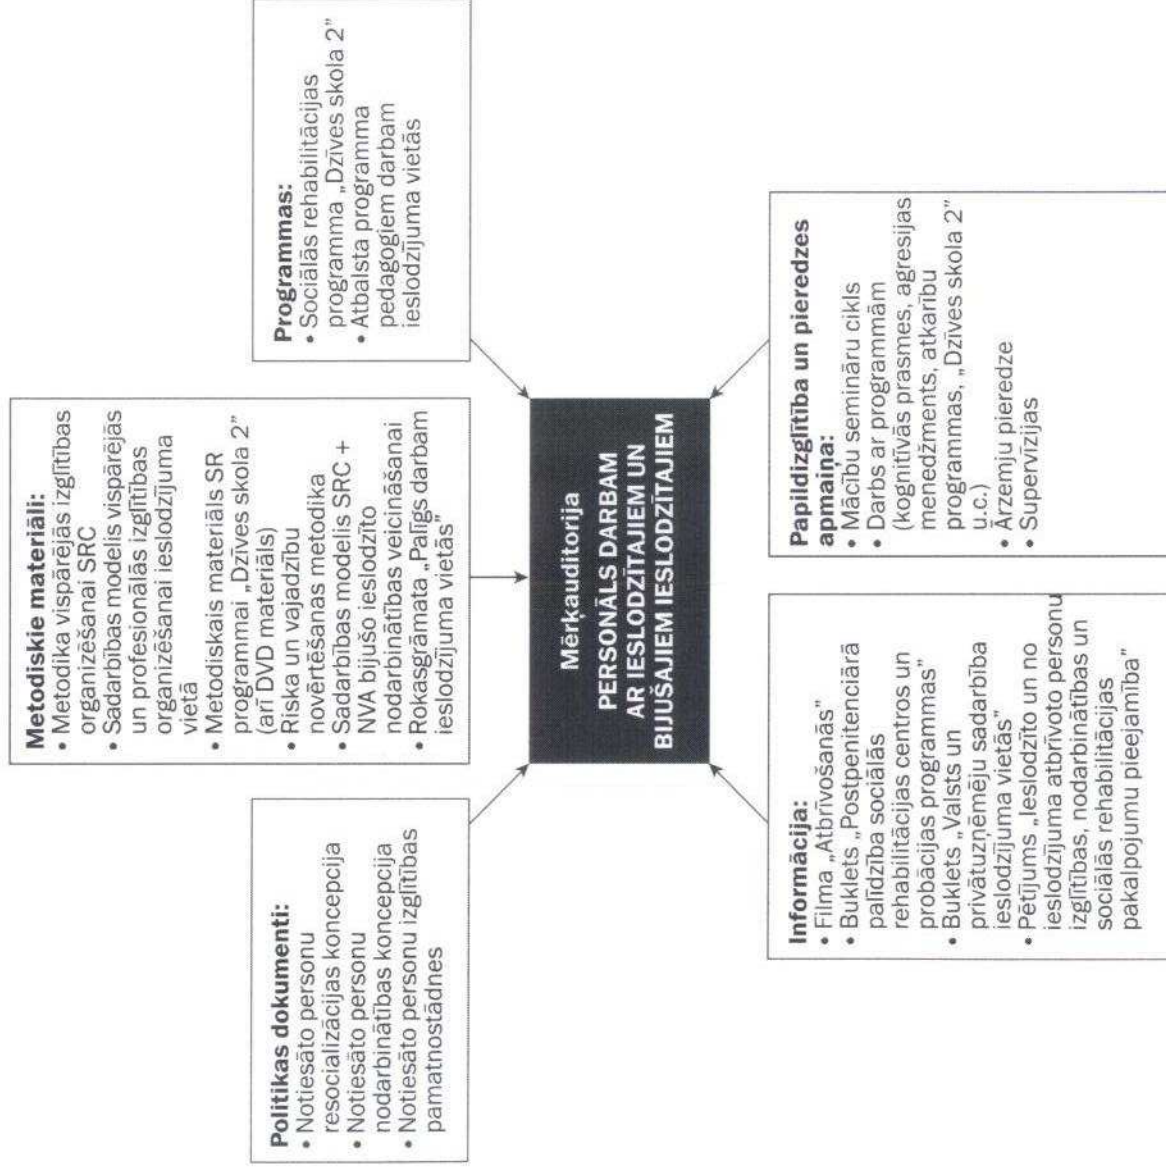 Politikas dokumenti:
• Notiesāto personu
resocializācijas koncepcija
• Notiesāto personu
nodarbinātības koncepcija
• Notiesāto personu izglītības
pamatnostādnes
Metodiskie materiāli:
• Metodika vispārējās izglītības
organizēšanai SRC
• Sadarbības modelis vispārējās
un profesionālās izglītības
organizēšanai ieslodzījuma
vietā
• Metodiskais materiāls SR
programmai „Dzīves skola 2”
(arī DVD materiāls)
• Riska un vajadzību
novērtēšanas metodika
• Sadarbības modelis SRC +
NVA bijušo ieslodzīto
nodarbinātības veicināšanai
• Rokasgrāmata „Palīgs darbam
ieslodzījuma vietās”
Programmas:
• Sociālās rehabilitācijas
programma „Dzīves skola 2”
• Atbalsta programma
pedagogiem darbam
ieslodzījuma vietās
Mērķauditorija
PERSONĀLS DARBAM
AR IESLODZĪTAJIEM UN
BIJUŠAJIEM IESLODZĪTAJIEM
Informācija:
• Filma „Atbrīvošanās”
• Buklets „Postpenitenciārā
palīdzība sociālās
rehabilitācijas centros un
probācijas programmas”
• Buklets „Valsts un
privātuzņēmēju sadarbība
ieslodzījuma vietās”
• Pētījums „Ieslodzīto un no
ieslodzījuma atbrīvoto personu
izglītības, nodarbinātības un
sociālās rehabilitācijas
pakalpojumu pieejamība”
Papildizglītība un pieredzes
apmaiņa:
• Mācību semināru cikls
• Darbs ar programmām
(kognitīvās prasmes, agresijas
menedžments, atkarību
programmas, „Dzīves skola 2”
u.c.)
• Ārzemju pieredze
• Supervīzijas